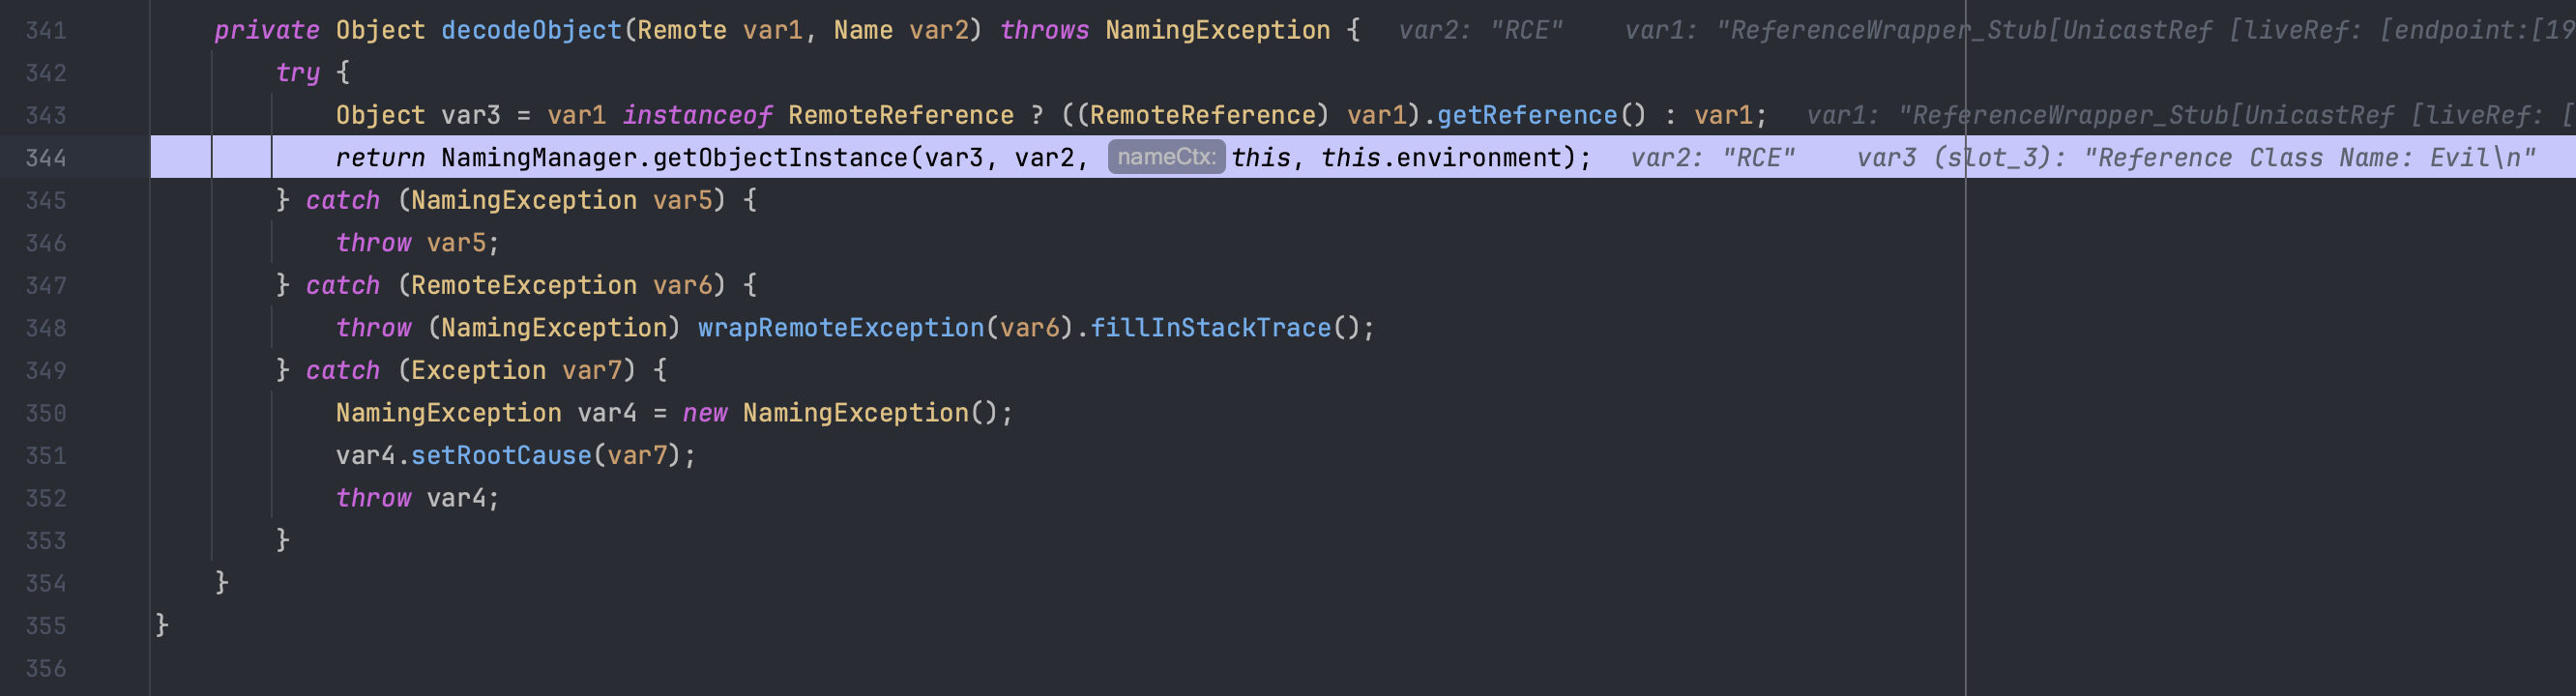 341 private Object decodeObject(Remote var1, Name var2) throws NamingException { var2: "RCE" var1: "ReferenceWrapper_Stub[UnicastRef [liveRef: [endpoint:[19
342 try {
343 Object var3 = var1 instanceof RemoteReference ? ((RemoteReference) var1).getReference() : var1; var1: "ReferenceWrapper_Stub[UnicastRef [liveRef: [
344 return NamingManager.getObjectInstance(var3, var2, nameCtx: this, this.environment); var2: "RCE" var3 (slot_3): "Reference Class Name: Evil\n"
345 } catch (NamingException var5) {
346 throw var5;
347 } catch (RemoteException var6) {
348 throw (NamingException) wrapRemoteException(var6).fillInStackTrace();
349 } catch (Exception var7) {
350 NamingException var4 = new NamingException();
351 var4.setRootCause(var7);
352 throw var4;
353 }
354 }
355 }
356